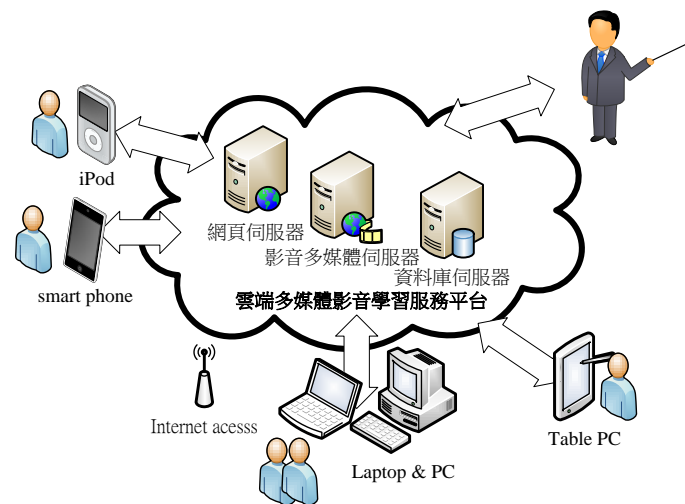 iPod
網頁伺服器
影音多媒體伺服器
資料庫伺服器
smart phone
雲端多媒體影音學習服務平台
Internet acesss
Laptop & PC
Table PC